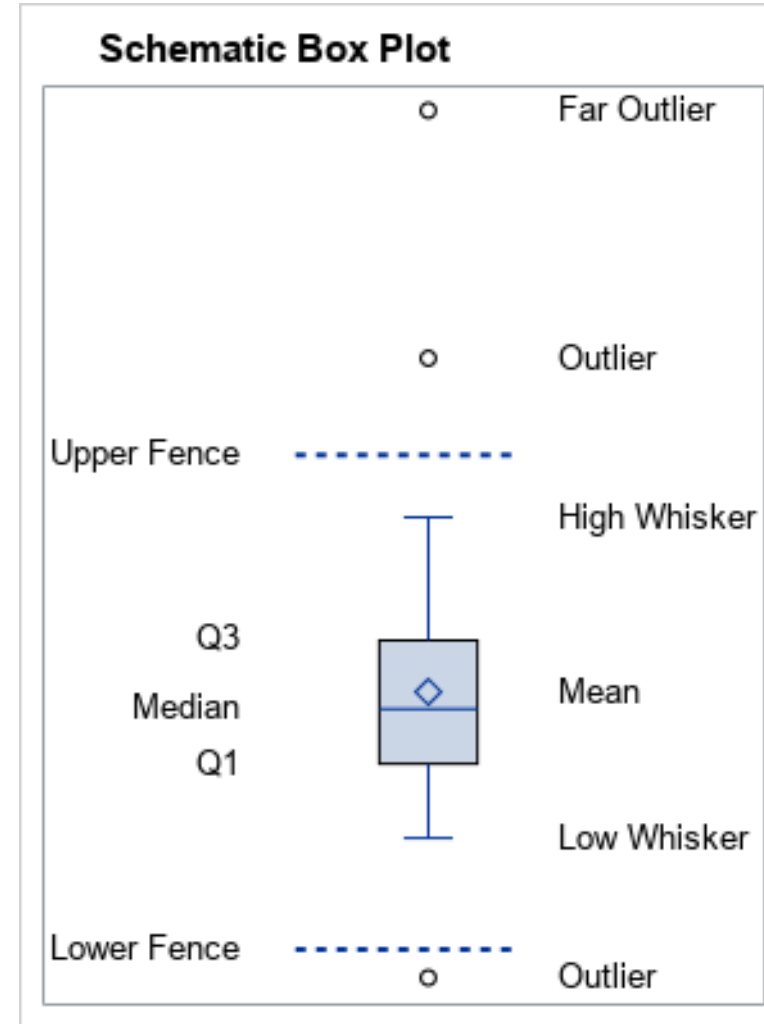 Schematic Box Plot
Far Outlier
Outlier
Upper Fence
High Whisker
Q3
Mean
Median
Q1
Low Whisker
Lower Fence
Outlier